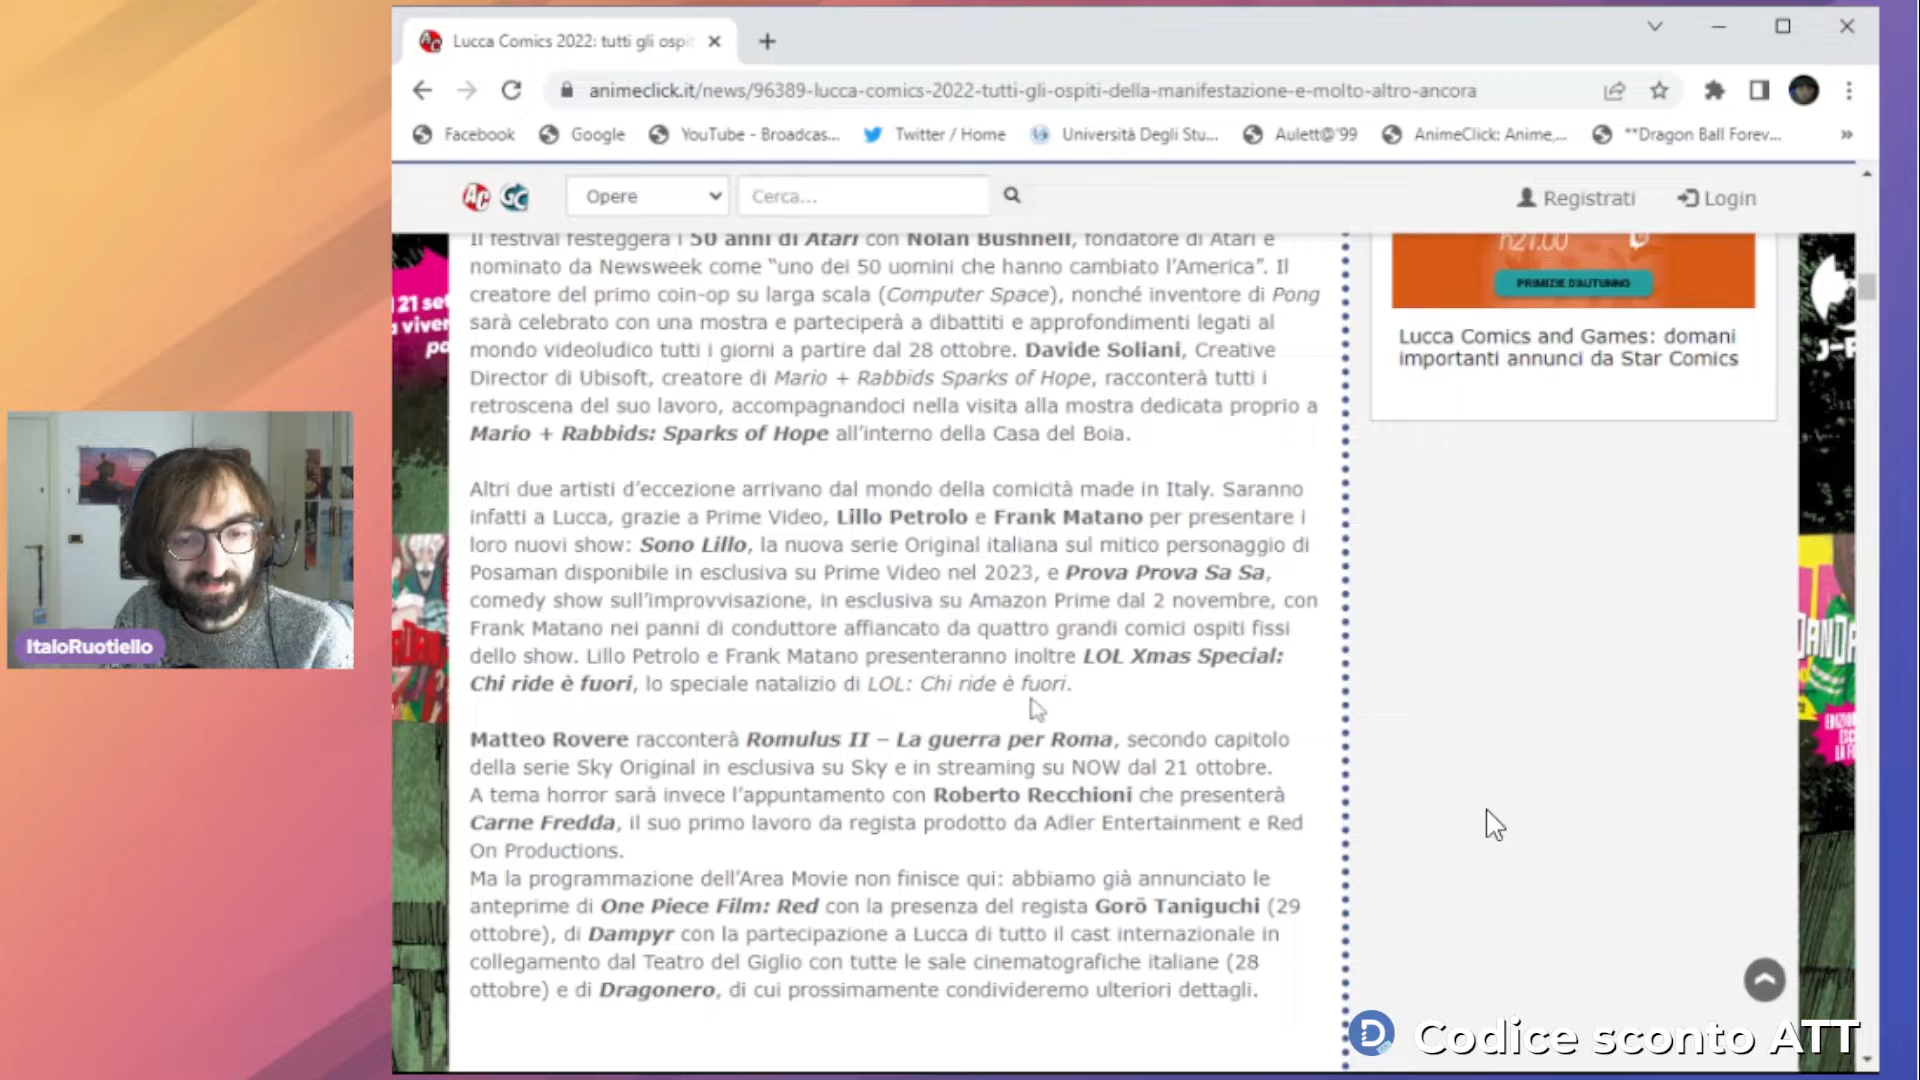 Lucca Comics 2022: tutti gli ospit
animeclick.it/news/96389-lucca-comics-2022-tutti-gli-ospiti-della-manifestazione-e-molto-altro-ancora
Facebook
Google
YouTube - Broadcas...
Twitter / Home
Università Degli Stu...
Aulett@'99
AnimeClick: Anime,...
**Dragon Ball Forev...
»
AC GC
Opere
Cerca...
Registrati
Login
Il festival festeggerà i 50 anni di Atari con Nolan Bushnell, fondatore di Atari e
nominato da Newsweek come “uno dei 50 uomini che hanno cambiato l’America”. Il
creatore del primo coin-op su larga scala (Computer Space), nonché inventore di Pong
sarà celebrato con una mostra e parteciperà a dibattiti e approfondimenti legati al
mondo videoludico tutti i giorni a partire dal 28 ottobre. Davide Soliani, Creative
Director di Ubisoft, creatore di Mario + Rabbids Sparks of Hope, racconterà tutti i
retroscena del suo lavoro, accompagnandoci nella visita alla mostra dedicata proprio a
Mario + Rabbids: Sparks of Hope all’interno della Casa del Boia.
Altri due artisti d’eccezione arrivano dal mondo della comicità made in Italy. Saranno
infatti a Lucca, grazie a Prime Video, Lillo Petrolo e Frank Matano per presentare i
loro nuovi show: Sono Lillo, la nuova serie Original italiana sul mitico personaggio di
Posaman disponibile in esclusiva su Prime Video nel 2023, e Prova Prova Sa Sa,
comedy show sull’improvvisazione, in esclusiva su Amazon Prime dal 2 novembre, con
Frank Matano nei panni di conduttore affiancato da quattro grandi comici ospiti fissi
dello show. Lillo Petrolo e Frank Matano presenteranno inoltre LOL Xmas Special:
Chi ride è fuori, lo speciale natalizio di LOL: Chi ride è fuori.
Matteo Rovere racconterà Romulus II – La guerra per Roma, secondo capitolo
della serie Sky Original in esclusiva su Sky e in streaming su NOW dal 21 ottobre.
A tema horror sarà invece l’appuntamento con Roberto Recchioni che presenterà
Carne Fredda, il suo primo lavoro da regista prodotto da Adler Entertainment e Red
On Productions.
Ma la programmazione dell’Area Movie non finisce qui: abbiamo già annunciato le
anteprime di One Piece Film: Red con la presenza del regista Gorō Taniguchi (29
ottobre), di Dampyr con la partecipazione a Lucca di tutto il cast internazionale in
collegamento dal Teatro del Giglio con tutte le sale cinematografiche italiane (28
ottobre) e di Dragonero, di cui prossimamente condivideremo ulteriori dettagli.
h27.00
PRIMIZIE D'AUTUNNO
Lucca Comics and Games: domani
importanti annunci da Star Comics
ItaloRuotiello
D Codice sconto ATT